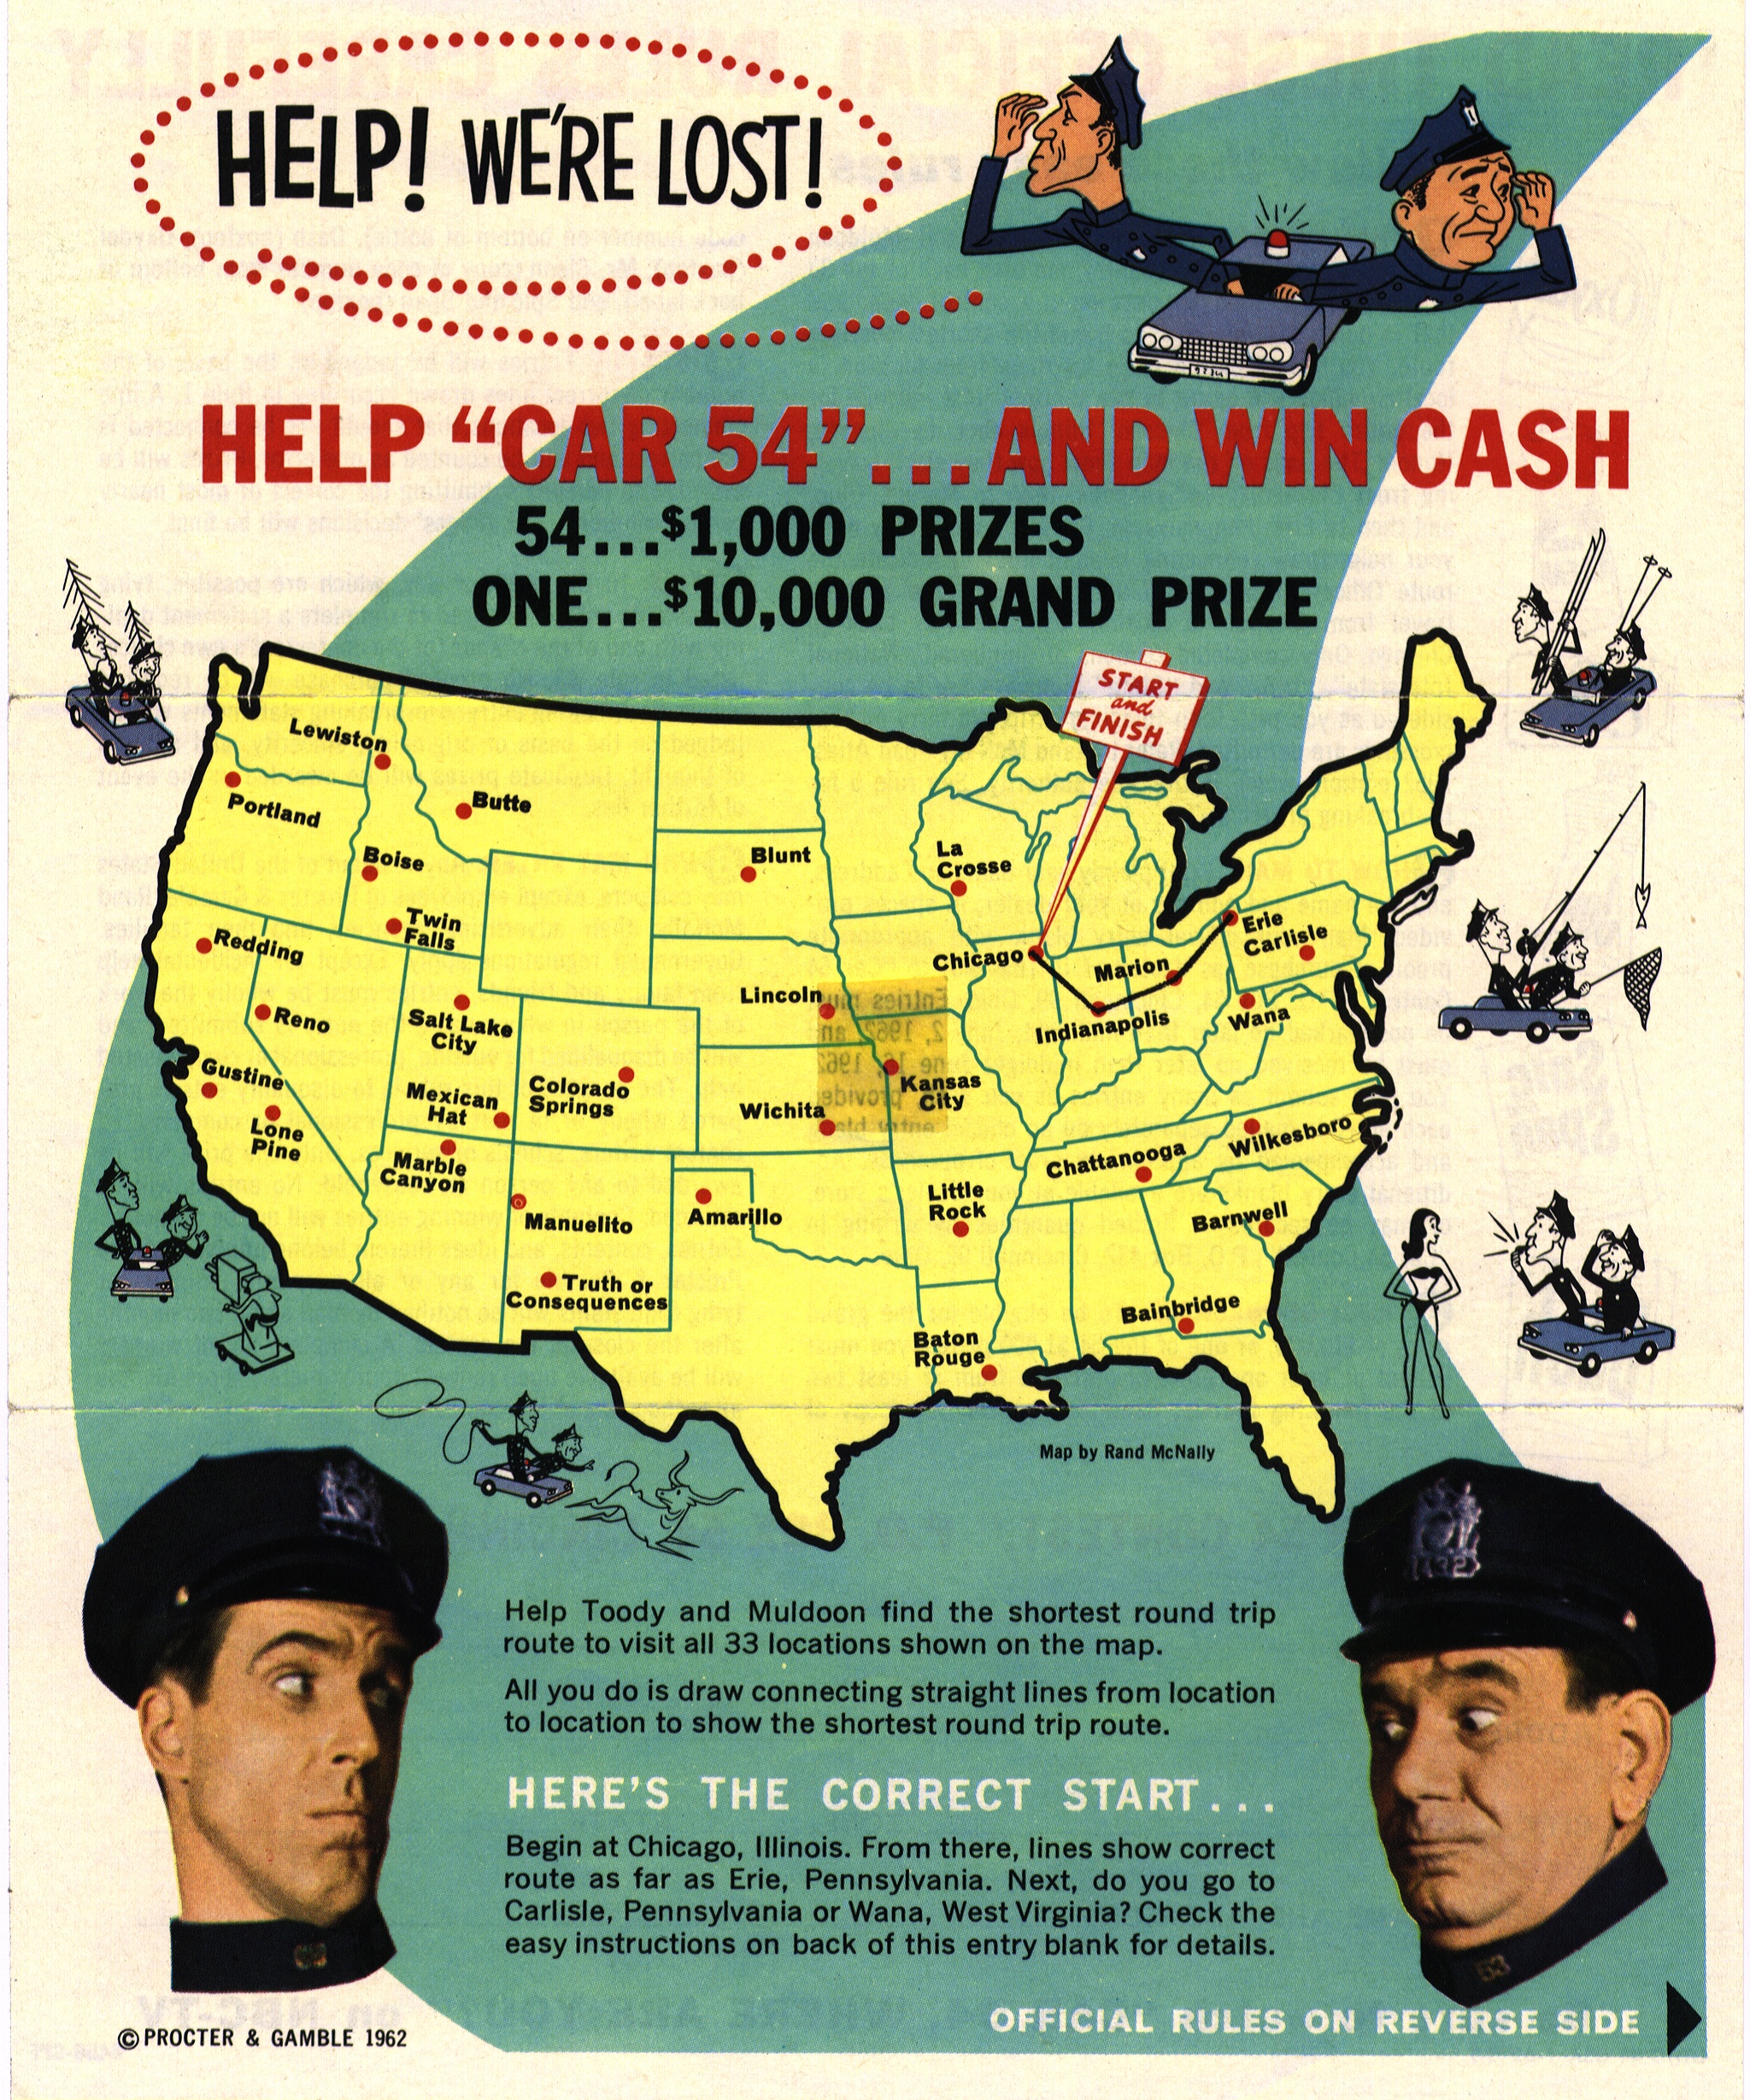 HELP! WE'RE LOST!
HELP "CAR 54"...AND WIN CASH
54...$1,000 PRIZES
ONE...$10,000 GRAND PRIZE
START
and
FINISH
Lewiston
Portland
Butte
Boise
Twin
Falls
Blunt
La
Crosse
Erie
Carlisle
Redding
Chicago
Marion
Lincoln
Reno
Salt Lake
City
Indianapolis
Wana
Gustine
Colorado
Springs
Kansas
City
Mexican
Hat
Wichita
Lone
Pine
Wilkesboro
Chattanooga
Marble
Canyon
Manuelito
Amarillo
Little
Rock
Barnwell
Truth or
Consequences
Bainbridge
Baton
Rouge
Map by Rand McNally
Help Toody and Muldoon find the shortest round trip
route to visit all 33 locations shown on the map.
All you do is draw connecting straight lines from location
to location to show the shortest round trip route.
HERE'S THE CORRECT START...
Begin at Chicago, Illinois. From there, lines show correct
route as far as Erie, Pennsylvania. Next, do you go to
Carlisle, Pennsylvania or Wana, West Virginia? Check the
easy instructions on back of this entry blank for details.
1432
53
OFFICIAL RULES ON REVERSE SIDE
© PROCTER & GAMBLE 1962